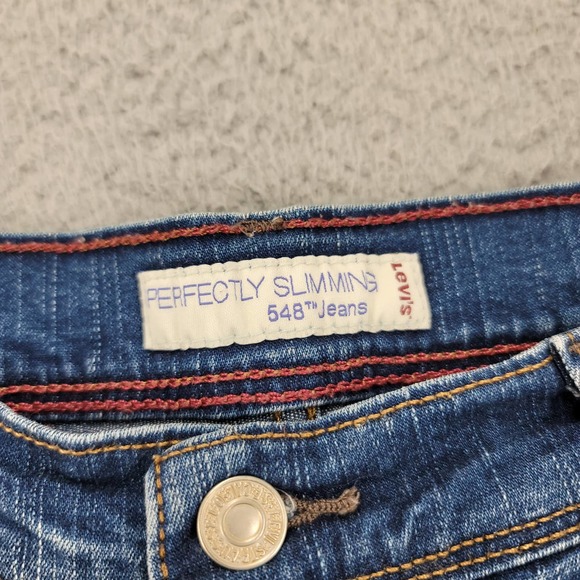 PERFECTLY SLIMMING
548™ Jeans
Levi's